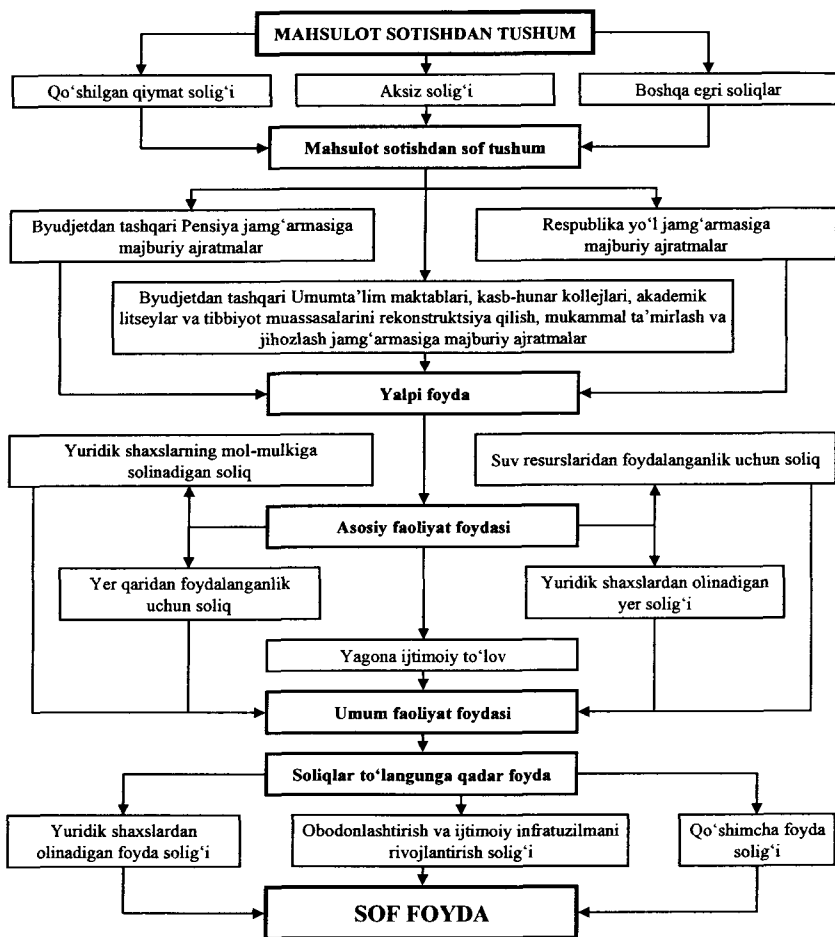 MAHSULOT SOTISHDAN TUSHUM
Qo‘shilgan qiymat solig‘i
Aksiz solig‘i
Boshqa egri soliqlar
Mahsulot sotishdan sof tushum
Byudjetdan tashqari Pensiya jamg‘armasiga
majburiy ajratmalar
Respublika yo‘l jamg‘armasiga
majburiy ajratmalar
Byudjetdan tashqari Umumta’lim maktablari, kasb-hunar kollejlari, akademik
litseylar va tibbiyot muassasalarini rekonstruktsiya qilish, mukammal ta’mirlash va
jihozlash jamg‘armasiga majburiy ajratmalar
Yalpi foyda
Yuridik shaxslarning mol-mulkiga
solinadigan soliq
Suv resurslaridan foydalanganlik uchun soliq
Asosiy faoliyat foydasi
Yer qaridan foydalanganlik
uchun soliq
Yuridik shaxslardan olinadigan
yer solig‘i
Yagona ijtimoiy to‘lov
Umum faoliyat foydasi
Soliqlar to‘langunga qadar foyda
Yuridik shaxslardan
olinadigan foyda solig‘i
Obodonlashtirish va ijtimoiy infratuzilmani
rivojlantirish solig‘i
Qo‘shimcha foyda
solig‘i
SOF FOYDA